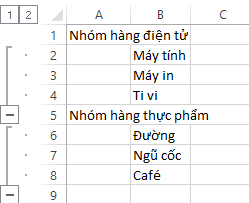 1 2 A B C
1 Nhóm hàng điện tử
2 Máy tính
3 Máy in
4 Ti vi
5 Nhóm hàng thực phẩm
6 Đường
7 Ngũ cốc
8 Café
9